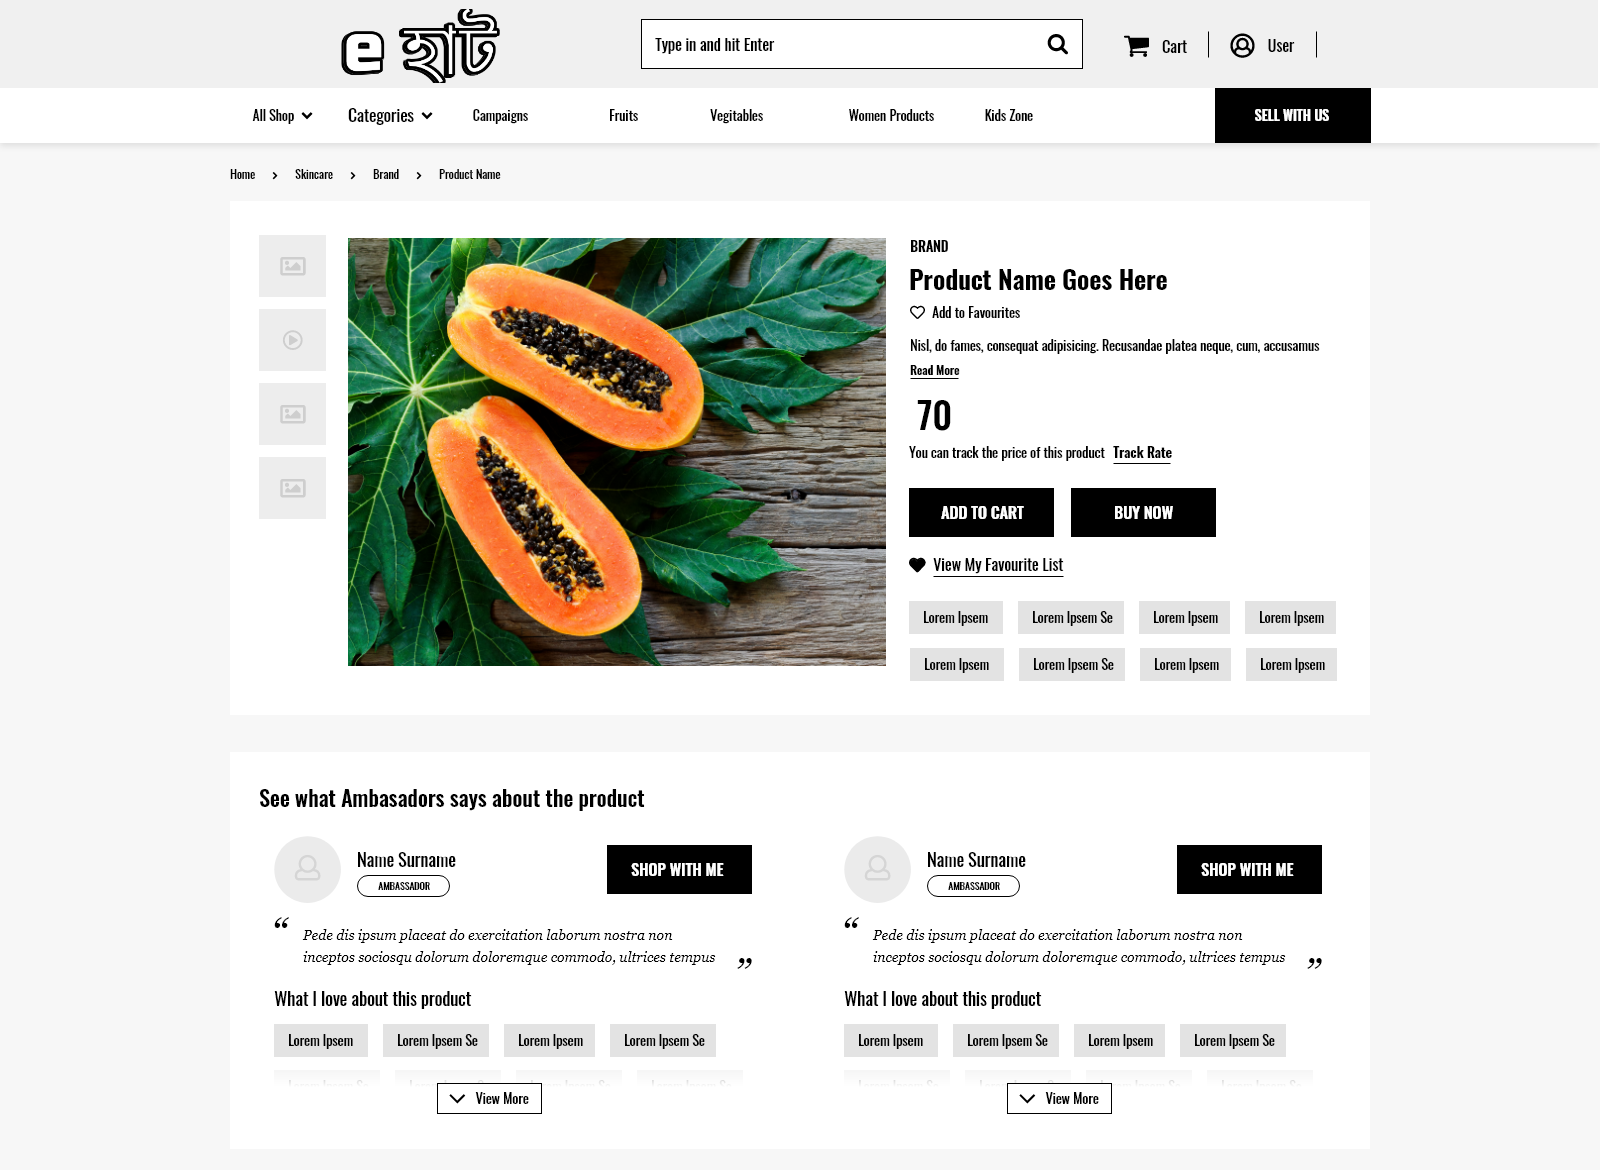 e হাট
Type in and hit Enter
Cart
User
All Shop
Categories
Campaigns
Fruits
Vegitables
Women Products
Kids Zone
SELL WITH US
Home > Skincare > Brand > Product Name
BRAND
Product Name Goes Here
Add to Favourites
Nisl, do fames, consequat adipisicing. Recusandae platea neque, cum, accusamus
Read More
70
You can track the price of this product Track Rate
ADD TO CART
BUY NOW
View My Favourite List
Lorem Ipsem Lorem Ipsem Se Lorem Ipsem Lorem Ipsem
Lorem Ipsem Lorem Ipsem Se Lorem Ipsem Lorem Ipsem
See what Ambasadors says about the product
Name Surname
AMBASSADOR
SHOP WITH ME
“ Pede dis ipsum placeat do exercitation laborum nostra non
inceptos sociosqu dolorum doloremque commodo, ultrices tempus ”
What I love about this product
Lorem Ipsem Lorem Ipsem Se Lorem Ipsem Lorem Ipsem Se
View More
Name Surname
AMBASSADOR
SHOP WITH ME
“ Pede dis ipsum placeat do exercitation laborum nostra non
inceptos sociosqu dolorum doloremque commodo, ultrices tempus ”
What I love about this product
Lorem Ipsem Lorem Ipsem Se Lorem Ipsem Lorem Ipsem Se
View More